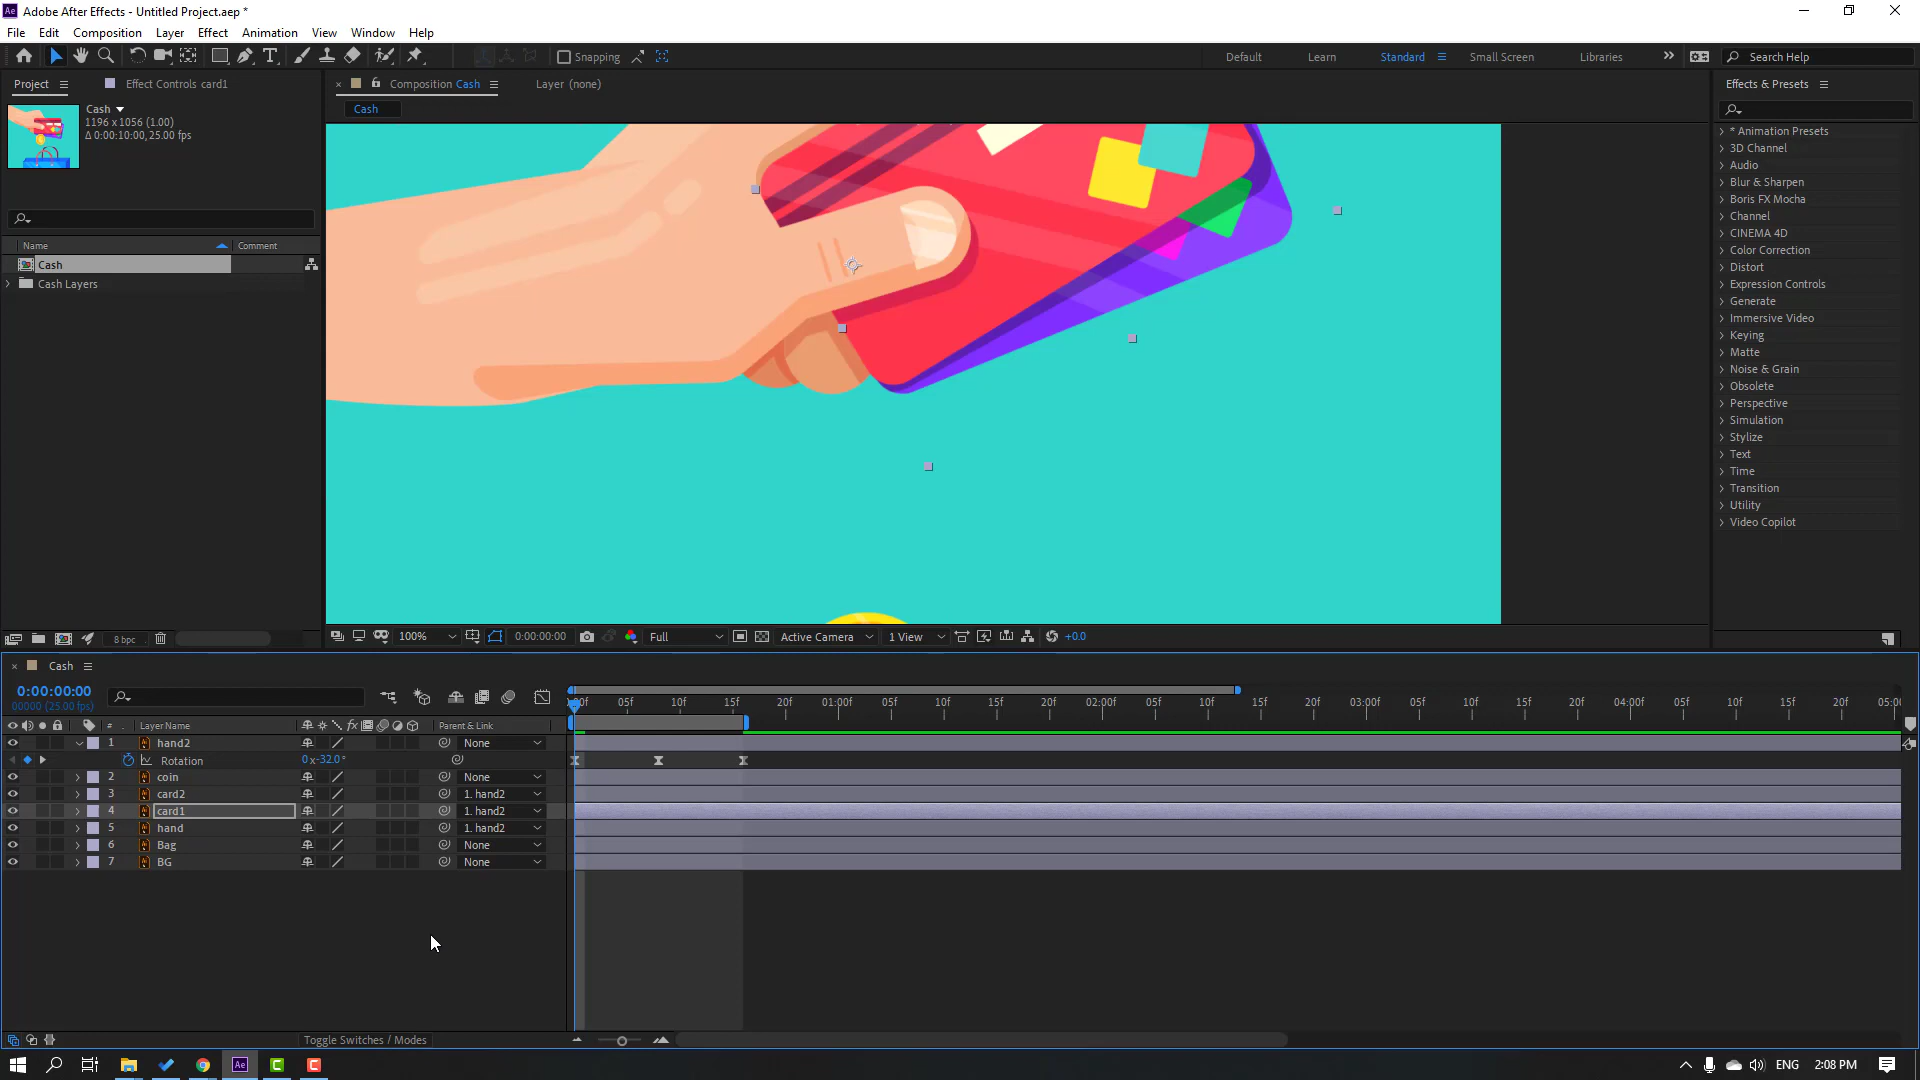 Adobe After Effects - Untitled Project.aep *
File Edit Composition Layer Effect Animation View Window Help
Snapping
Default Learn Standard Small Screen Libraries Search Help
Project Effect Controls card1
Composition Cash Layer (none)
Effects & Presets
Cash
1196 x 1056 (1.00)
Δ 0:00:10:00, 25.00 fps
Cash
Name Comment
Cash
Cash Layers
* Animation Presets
3D Channel
Audio
Blur & Sharpen
Boris FX Mocha
Channel
CINEMA 4D
Color Correction
Distort
Expression Controls
Generate
Immersive Video
Keying
Matte
Noise & Grain
Obsolete
Perspective
Simulation
Stylize
Text
Time
Transition
Utility
Video Copilot
8 bpc
100% 0:00:00:00 Full Active Camera 1 View +0.0
Cash
0:00:00:00
00000 (25.00 fps)
:00f 05f 10f 15f 20f 01:00f 05f 10f 15f 20f 02:00f 05f 10f 15f 20f 03:00f 05f 10f 15f 20f 04:00f 05f 10f 15f 20f 05:00
# Layer Name fx Parent & Link
1 hand2 None
Rotation 0x-32.0°
2 coin None
3 card2 1. hand2
4 card1 1. hand2
5 hand 1. hand2
6 Bag None
7 BG None
Toggle Switches / Modes
Ae ENG 2:08 PM